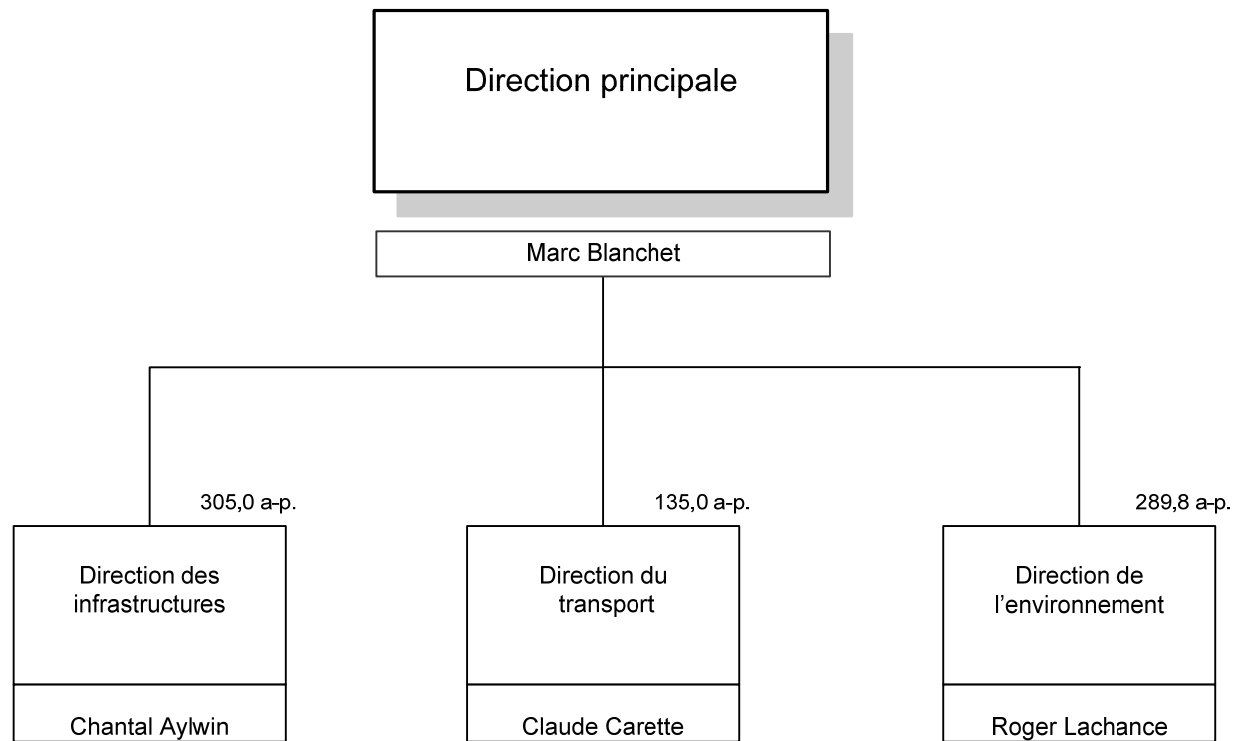 Direction principale
Marc Blanchet
305,0 a-p.
135,0 a-p.
289,8 a-p.
Direction des
infrastructures
Direction du
transport
Direction de
l’environnement
Chantal Aylwin
Claude Carette
Roger Lachance